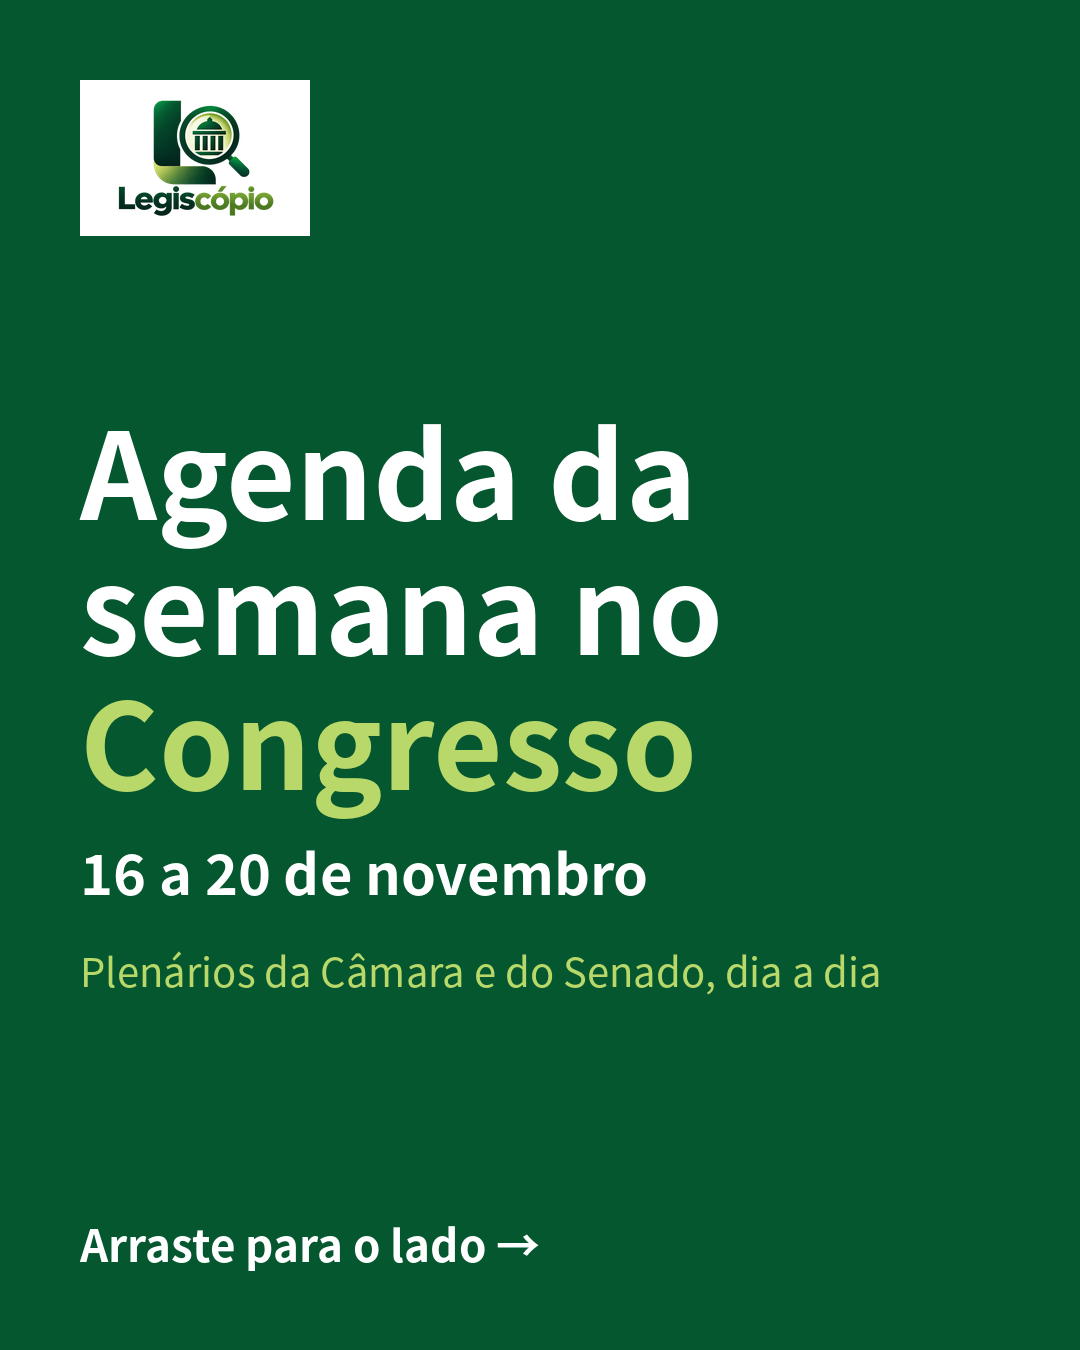 Legiscópio
Agenda da
semana no
Congresso
16 a 20 de novembro
Plenários da Câmara e do Senado, dia a dia
Arraste para o lado →